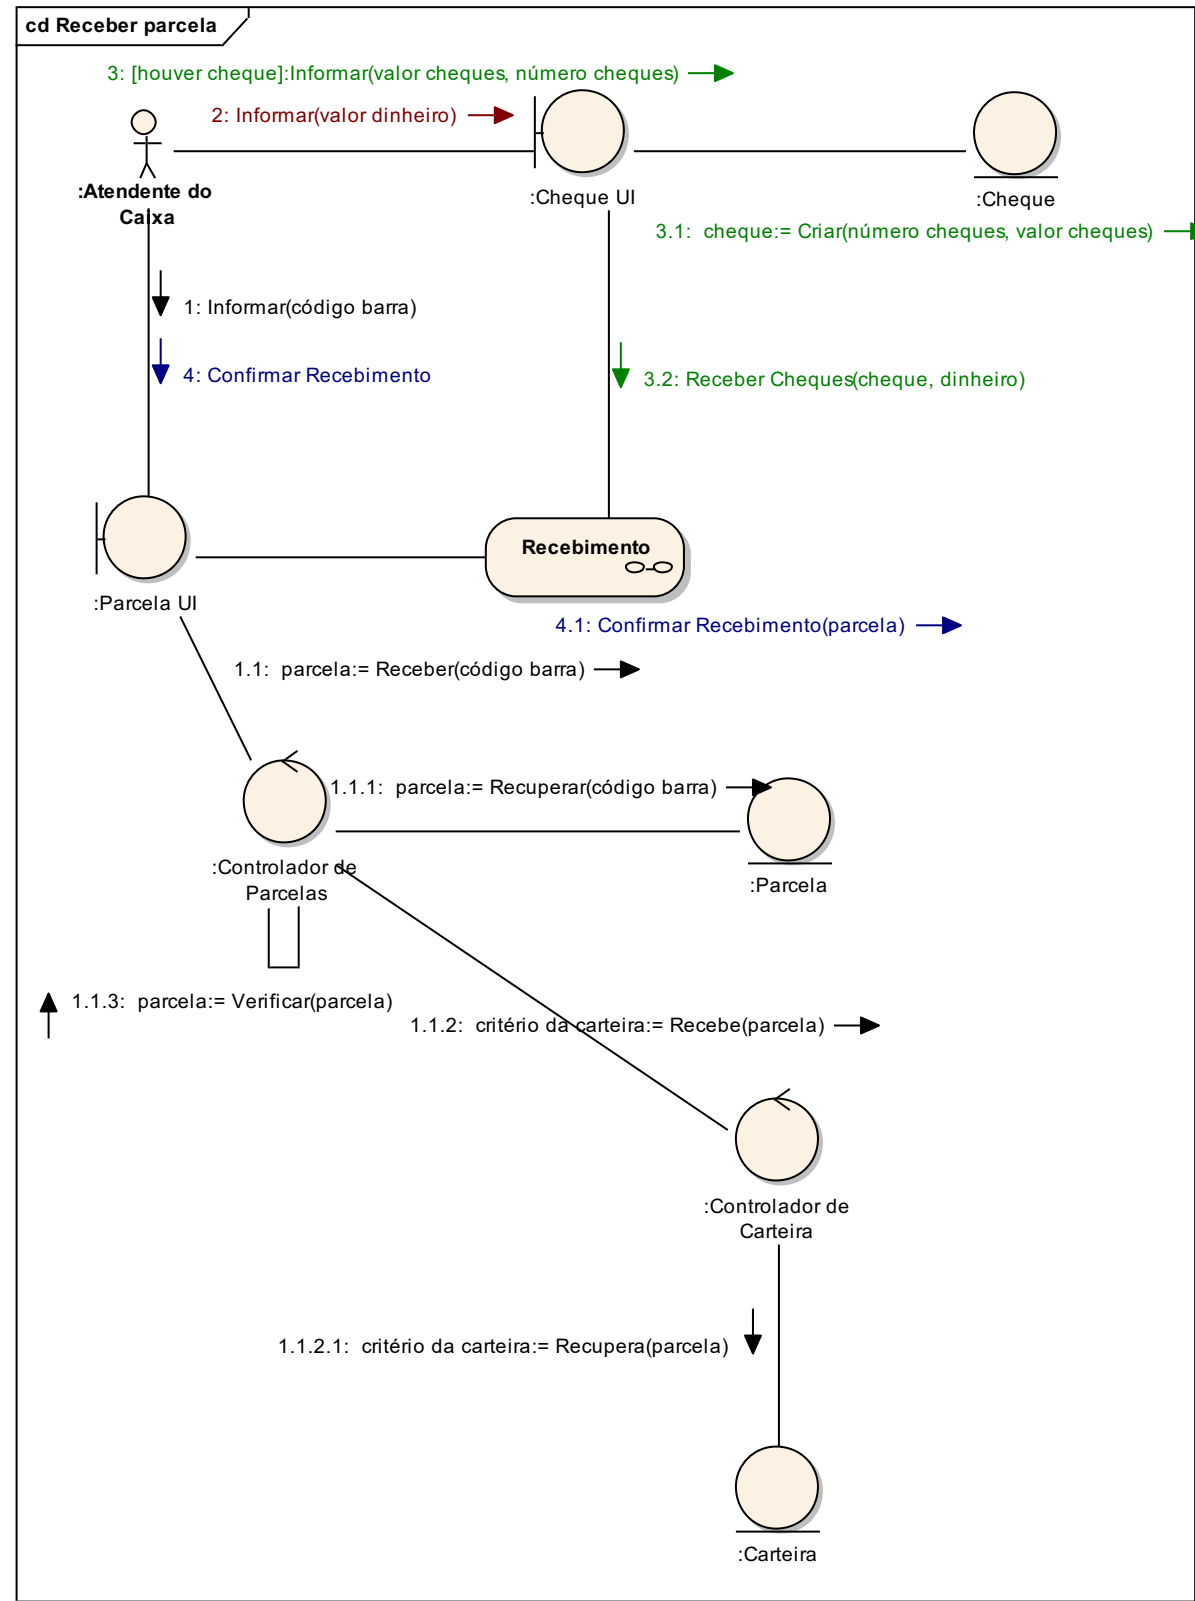 cd Receber parcela
3: [houver cheque]:Informar(valor cheques, número cheques)
2: Informar(valor dinheiro)
:Atendente do
Caixa
:Cheque UI
:Cheque
3.1:  cheque:= Criar(número cheques, valor cheques)
1: Informar(código barra)
4: Confirmar Recebimento
3.2: Receber Cheques(cheque, dinheiro)
Recebimento
:Parcela UI
4.1: Confirmar Recebimento(parcela)
1.1:  parcela:= Receber(código barra)
1.1.1:  parcela:= Recuperar(código barra)
:Controlador de
Parcelas
:Parcela
1.1.3:  parcela:= Verificar(parcela)
1.1.2:  critério da carteira:= Recebe(parcela)
:Controlador de
Carteira
1.1.2.1:  critério da carteira:= Recupera(parcela)
:Carteira